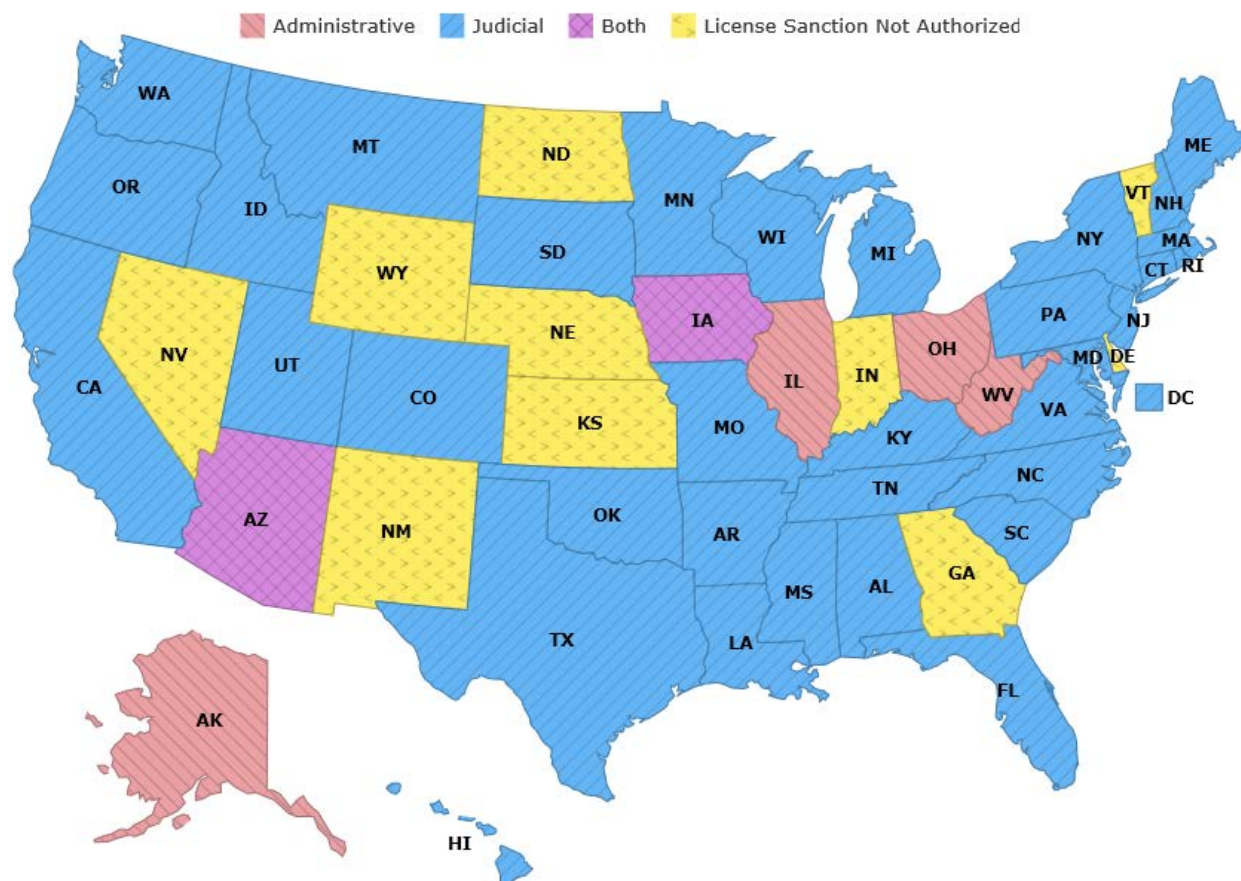 Administrative Judicial Both License Sanction Not Authorized
WA
MT
ND
ME
OR
ID
MN
VT
NH
WI
NY
MA
SD
MI
CT
RI
WY
IA
PA
NJ
NE
OH
MD
DE
NV
UT
IL
IN
WV
DC
CA
CO
KS
MO
VA
KY
NC
TN
AZ
NM
OK
AR
SC
MS
AL
GA
TX
LA
FL
AK
HI